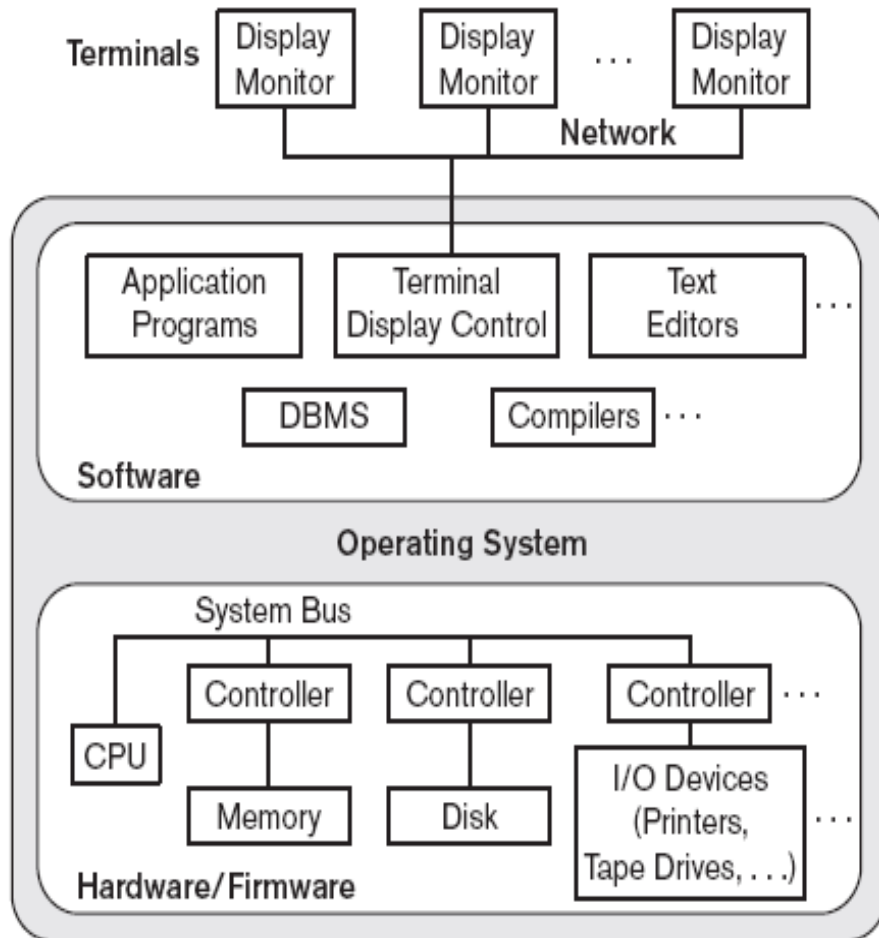 Terminals
Display
Monitor
Display
Monitor
. . .
Display
Monitor
Network
Application
Programs
Terminal
Display Control
Text
Editors
. . .
DBMS
Compilers
. . .
Software
Operating System
System Bus
Controller
Controller
Controller
. . .
CPU
Memory
Disk
I/O Devices
(Printers,
Tape Drives, . . .)
. . .
Hardware/Firmware